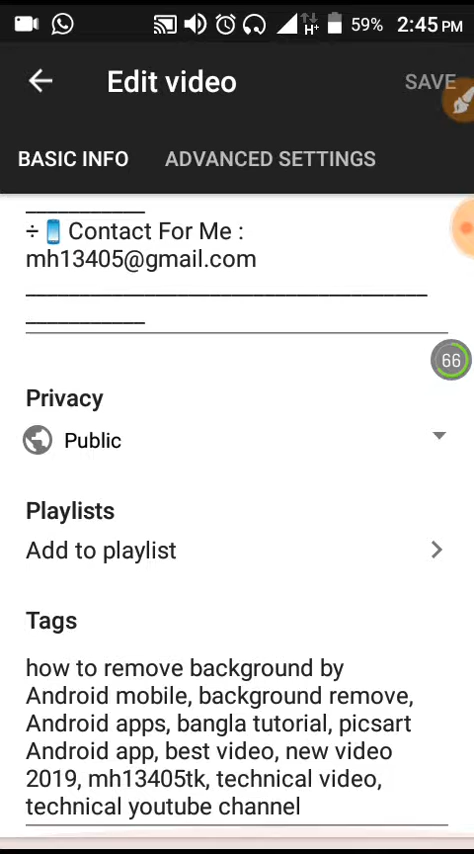 H+ 59% 2:45 PM
Edit video SAVE
BASIC INFO ADVANCED SETTINGS
÷📱 Contact For Me :
mh13405@gmail.com
66
Privacy
Public
Playlists
Add to playlist
Tags
how to remove background by
Android mobile, background remove,
Android apps, bangla tutorial, picsart
Android app, best video, new video
2019, mh13405tk, technical video,
technical youtube channel